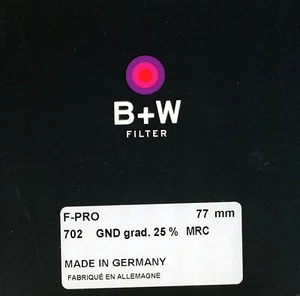 B+W
FILTER
F-PRO 77 mm
702 GND grad. 25 % MRC
MADE IN GERMANY
FABRIQUÉ EN ALLEMAGNE